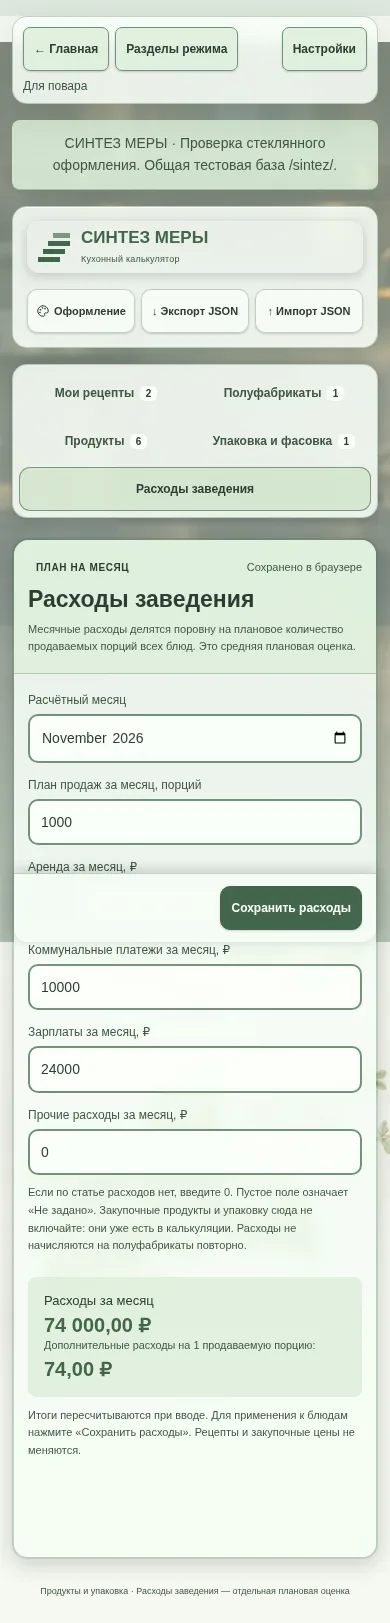 ← Главная
Разделы режима
Настройки
Для повара
СИНТЕЗ МЕРЫ · Проверка стеклянного
оформления. Общая тестовая база /sintez/.
СИНТЕЗ МЕРЫ
Кухонный калькулятор
Оформление
↓ Экспорт JSON
↑ Импорт JSON
Мои рецепты 2
Полуфабрикаты 1
Продукты 6
Упаковка и фасовка 1
Расходы заведения
ПЛАН НА МЕСЯЦ
Сохранено в браузере
Расходы заведения
Месячные расходы делятся поровну на плановое количество
продаваемых порций всех блюд. Это средняя плановая оценка.
Расчётный месяц
November 2026
План продаж за месяц, порций
1000
Аренда за месяц, ₽
Сохранить расходы
Коммунальные платежи за месяц, ₽
10000
Зарплаты за месяц, ₽
24000
Прочие расходы за месяц, ₽
0
Если по статье расходов нет, введите 0. Пустое поле означает
«Не задано». Закупочные продукты и упаковку сюда не
включайте: они уже есть в калькуляции. Расходы не
начисляются на полуфабрикаты повторно.
Расходы за месяц
74 000,00 ₽
Дополнительные расходы на 1 продаваемую порцию:
74,00 ₽
Итоги пересчитываются при вводе. Для применения к блюдам
нажмите «Сохранить расходы». Рецепты и закупочные цены не
меняются.
Продукты и упаковка · Расходы заведения — отдельная плановая оценка